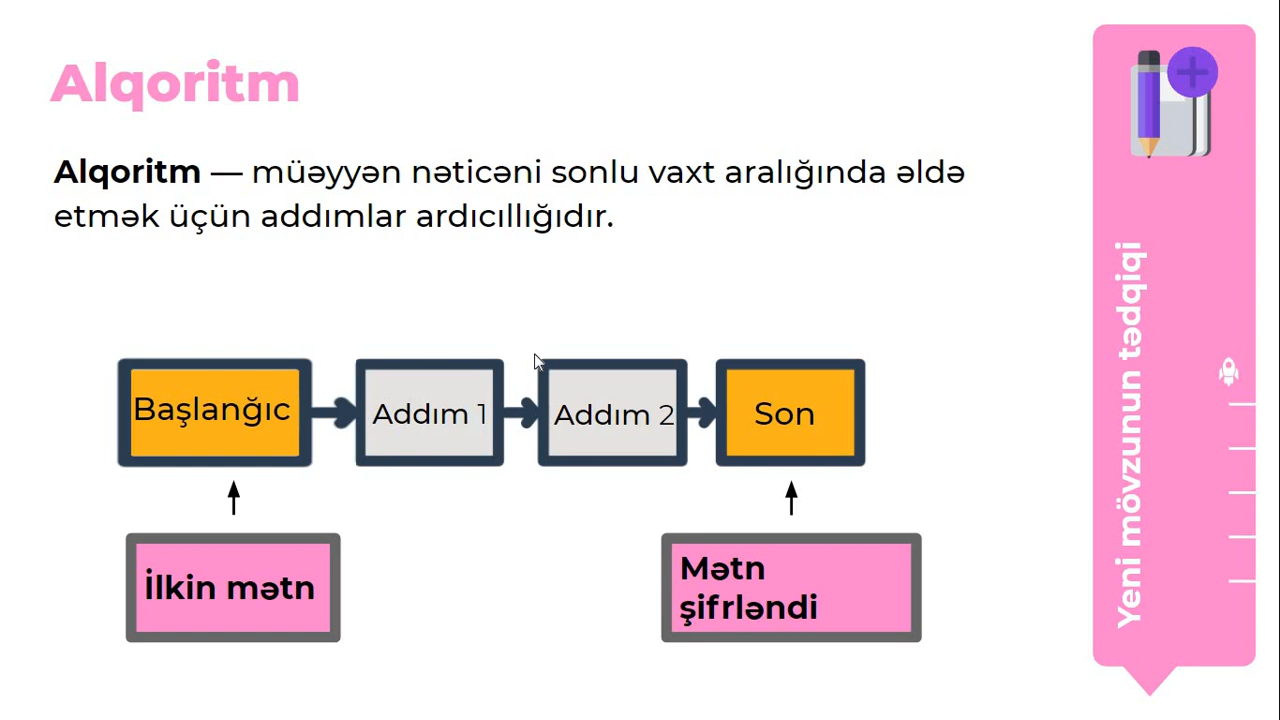 Alqoritm
Alqoritm — müəyyən nəticəni sonlu vaxt aralığında əldə
etmək üçün addımlar ardıcıllığıdır.
Başlanğıc
Addım 1
Addım 2
Son
İlkin mətn
Mətn
şifrləndi
Yeni mövzunun tədqiqi